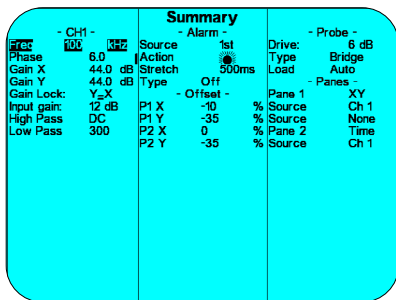 Summary
- CH1 -
Freq 100 kHz
Phase 6.0
Gain X 44.0 dB
Gain Y 44.0 dB
Gain Lock: Y=X
Input gain: 12 dB
High Pass DC
Low Pass 300
- Alarm -
Source 1st
Action
Stretch 500ms
Type Off
- Offset -
P1 X -10 %
P1 Y -35 %
P2 X 0 %
P2 Y -35 %
- Probe -
Drive: 6 dB
Type Bridge
Load Auto
- Panes -
Pane 1 XY
Source Ch 1
Source None
Pane 2 Time
Source Ch 1